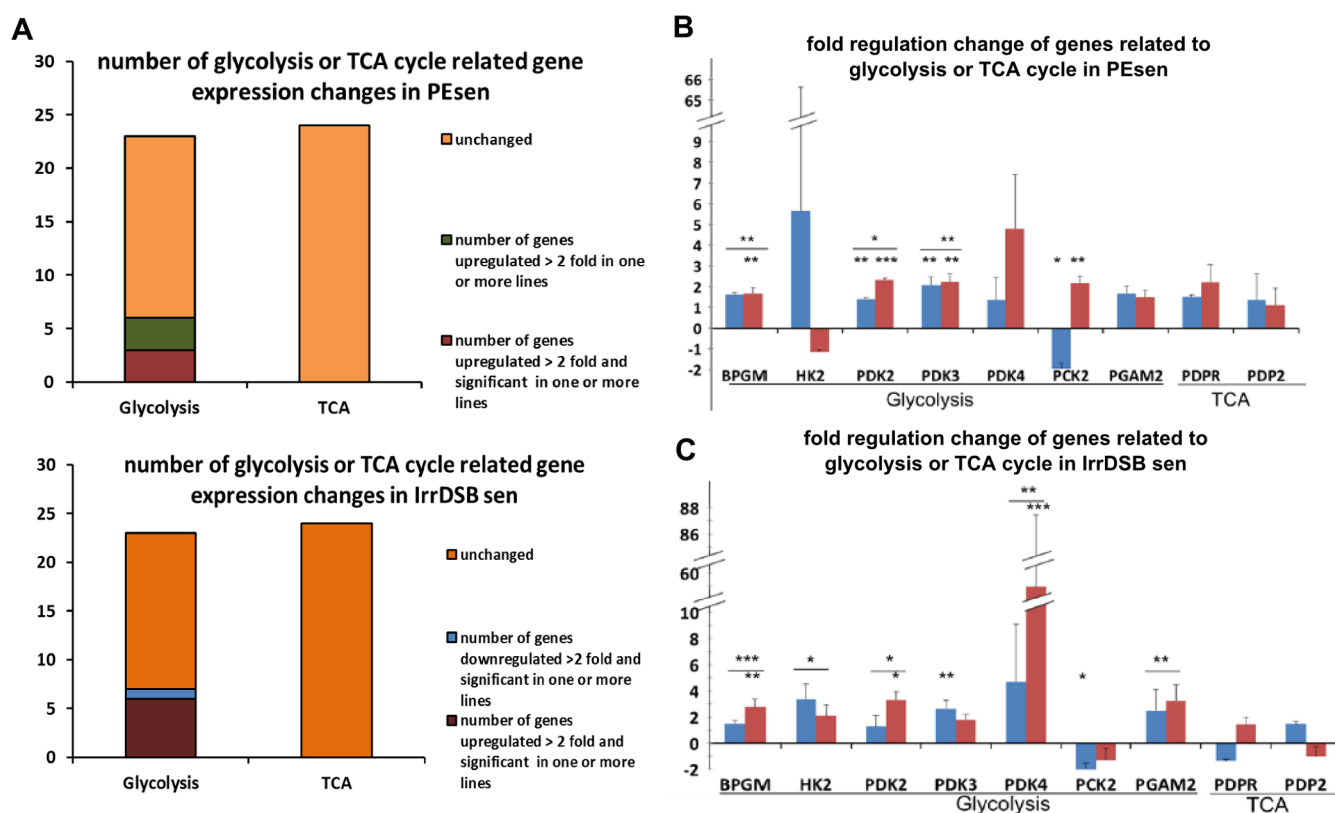 A
number of glycolysis or TCA cycle related gene
expression changes in PEsen
30
25
20
15
10
5
0
Glycolysis
TCA
unchanged
number of genes
upregulated > 2 fold in one
or more lines
number of genes
upregulated > 2 fold and
significant in one or more
lines
number of glycolysis or TCA cycle related gene
expression changes in IrrDSB sen
30
25
20
15
10
5
0
Glycolysis
TCA
unchanged
number of genes
downregulated >2 fold and
significant in one or more
lines
number of genes
upregulated > 2 fold and
significant in one or more
lines
B
fold regulation change of genes related to
glycolysis or TCA cycle in PEsen
66
65
9
8
7
6
5
4
3
2
1
0
-1
-2
** * **
** ** *** ** ** * **
BPGM HK2 PDK2 PDK3 PDK4 PCK2 PGAM2 PDPR PDP2
Glycolysis TCA
C
fold regulation change of genes related to
glycolysis or TCA cycle in IrrDSB sen
88
86
60
10
8
6
4
2
0
-2
**
***
*** * * **
** * ** *
BPGM HK2 PDK2 PDK3 PDK4 PCK2 PGAM2 PDPR PDP2
Glycolysis TCA